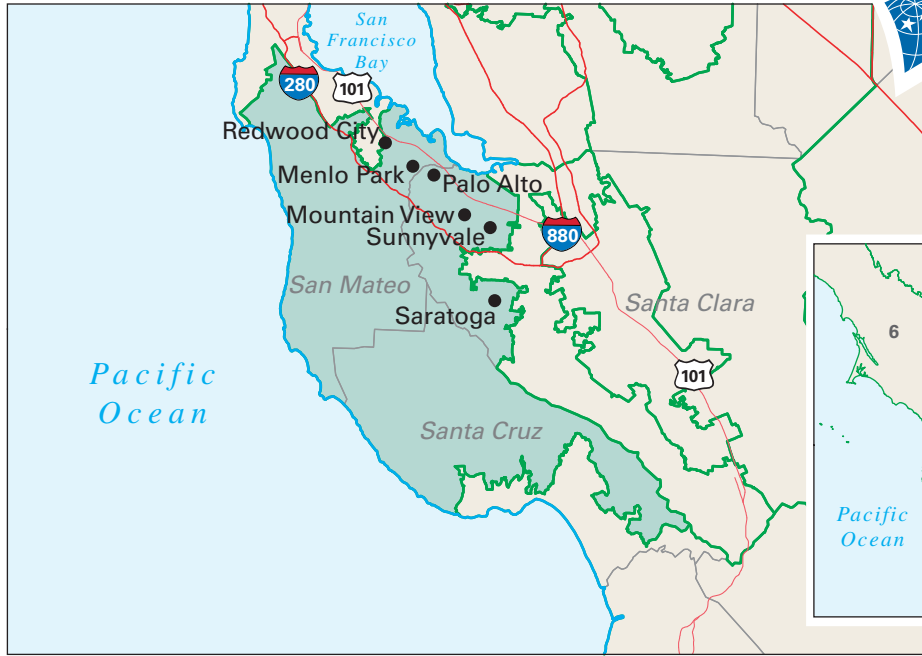 San
Francisco
Bay
280
101
Redwood City
Menlo Park
Palo Alto
Mountain View
Sunnyvale
880
San Mateo
Santa Clara
Saratoga
6
101
Pacific
Ocean
Santa Cruz
Pacific
Ocean